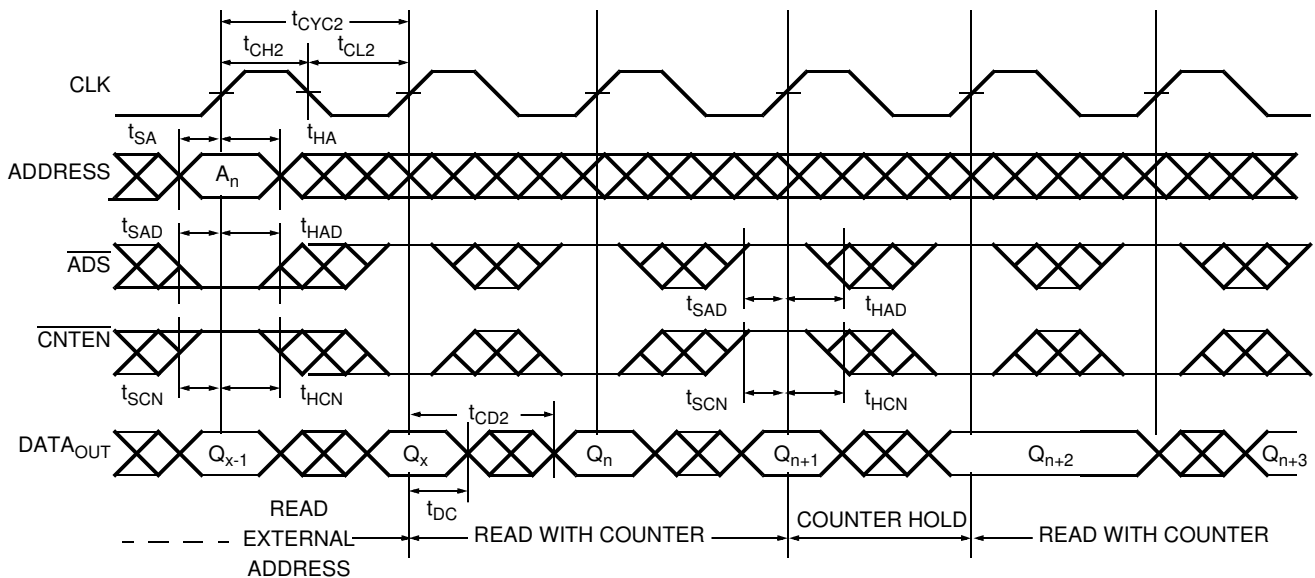 tCYC2
tCH2 tCL2
CLK
tSA tHA
ADDRESS An
tSAD tHAD
ADS
tSAD tHAD
CNTEN
tSCN tHCN tSCN tHCN
tCD2
DATAOUT Qx-1 Qx Qn Qn+1 Qn+2 Qn+3
tDC
READ EXTERNAL ADDRESS
READ WITH COUNTER
COUNTER HOLD
READ WITH COUNTER